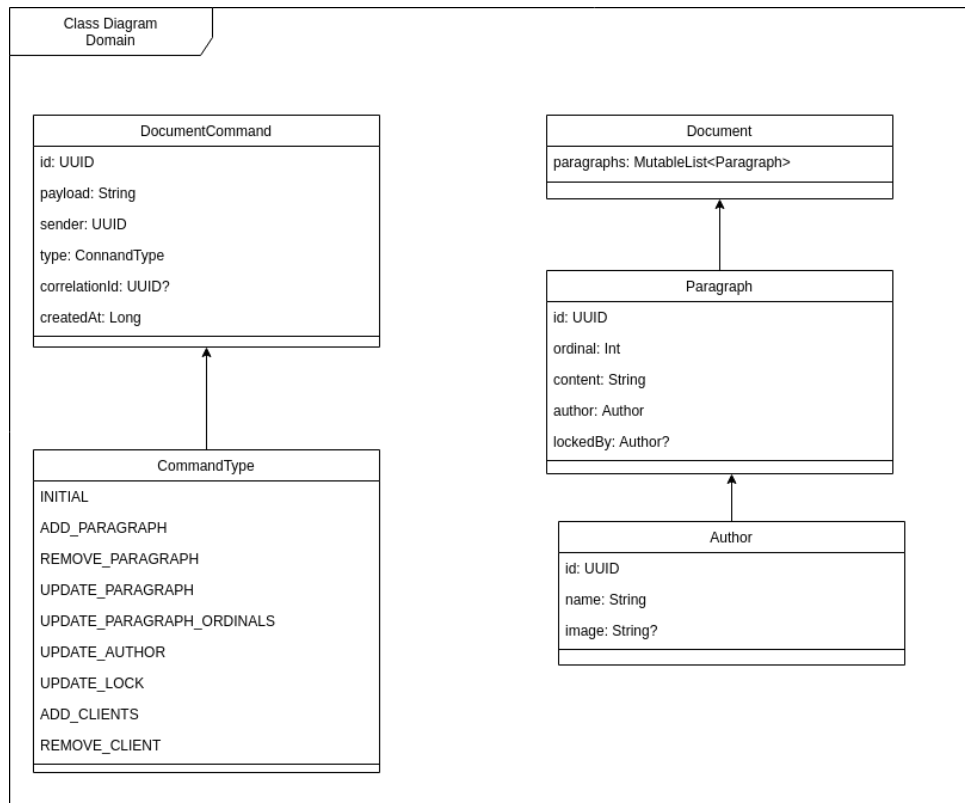 Class Diagram
Domain
DocumentCommand
id: UUID
payload: String
sender: UUID
type: ConnandType
correlationId: UUID?
createdAt: Long
CommandType
INITIAL
ADD_PARAGRAPH
REMOVE_PARAGRAPH
UPDATE_PARAGRAPH
UPDATE_PARAGRAPH_ORDINALS
UPDATE_AUTHOR
UPDATE_LOCK
ADD_CLIENTS
REMOVE_CLIENT
Document
paragraphs: MutableList<Paragraph>
Paragraph
id: UUID
ordinal: Int
content: String
author: Author
lockedBy: Author?
Author
id: UUID
name: String
image: String?